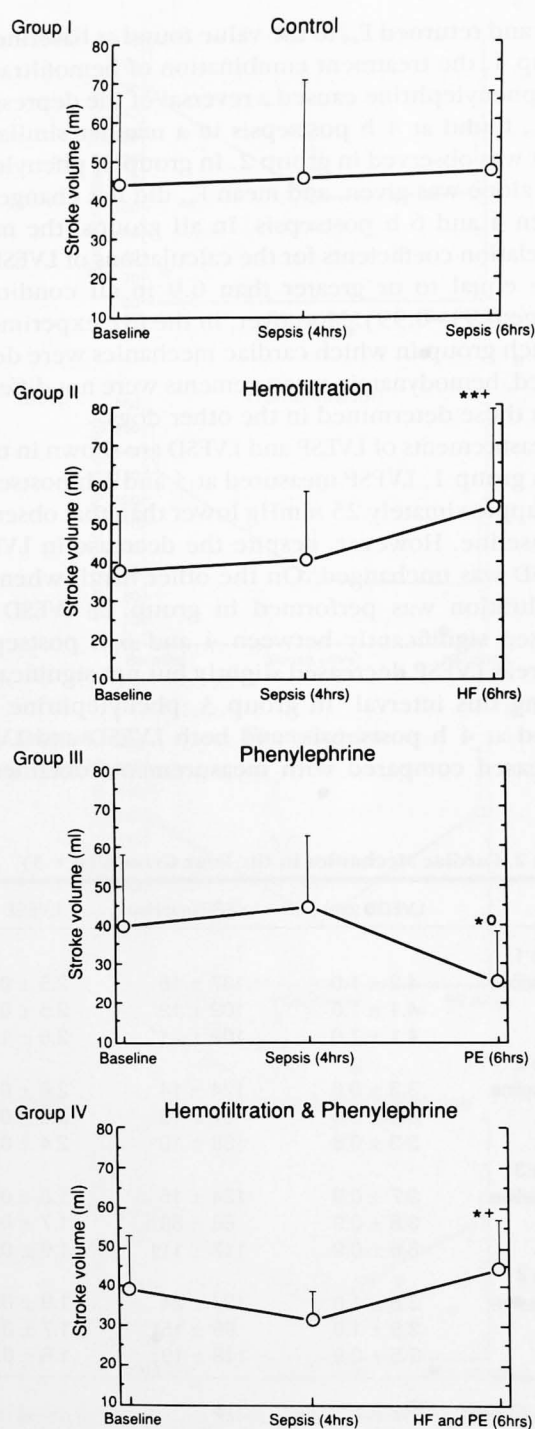 Group I
Control
80
70
60
50
40
30
20
10
Stroke volume (ml)
Baseline
Sepsis (4hrs)
Sepsis (6hrs)
Group II
Hemofiltration
★★+
80
70
60
50
40
30
20
10
Stroke volume (ml)
Baseline
Sepsis (4hrs)
HF (6hrs)
Group III
Phenylephrine
80
70
60
50
40
30
20
10
★O
Stroke volume (ml)
Baseline
Sepsis (4hrs)
PE (6hrs)
Group IV
Hemofiltration & Phenylephrine
80
70
60
50
40
30
20
10
★+
Stroke volume (ml)
Baseline
Sepsis (4hrs)
HF and PE (6hrs)